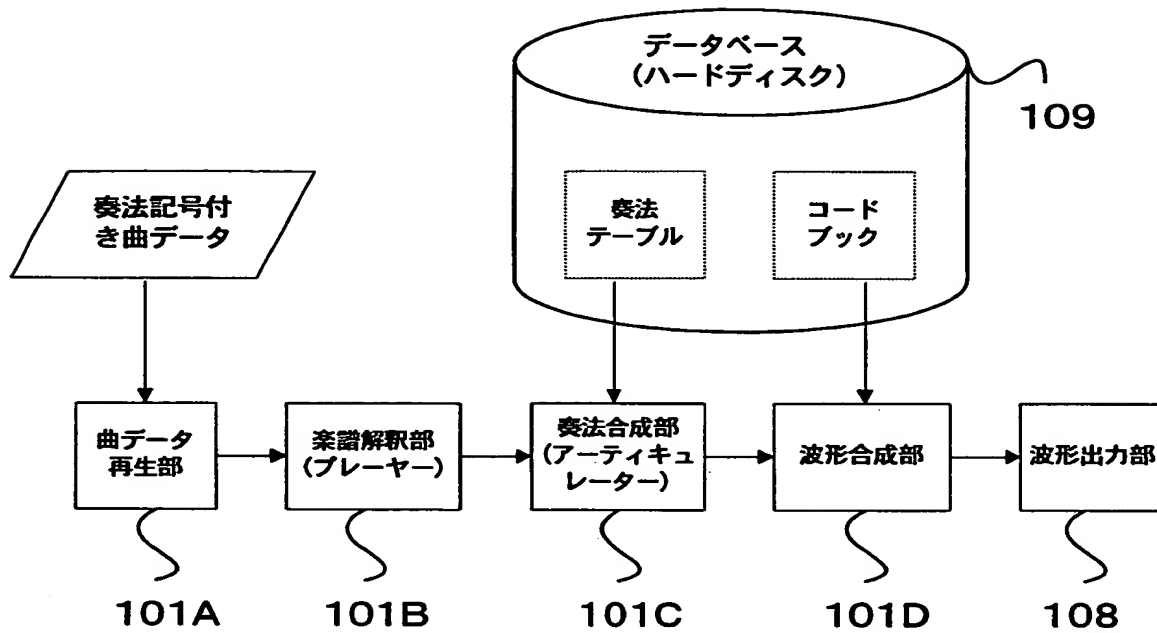 データベース
（ハードディスク）
109
奏法記号付
き曲データ
奏法
テーブル
コード
ブック
曲データ
再生部
楽譜解釈部
（プレーヤー）
奏法合成部
（アーティキュ
レーター）
波形合成部
波形出力部
101A
101B
101C
101D
108